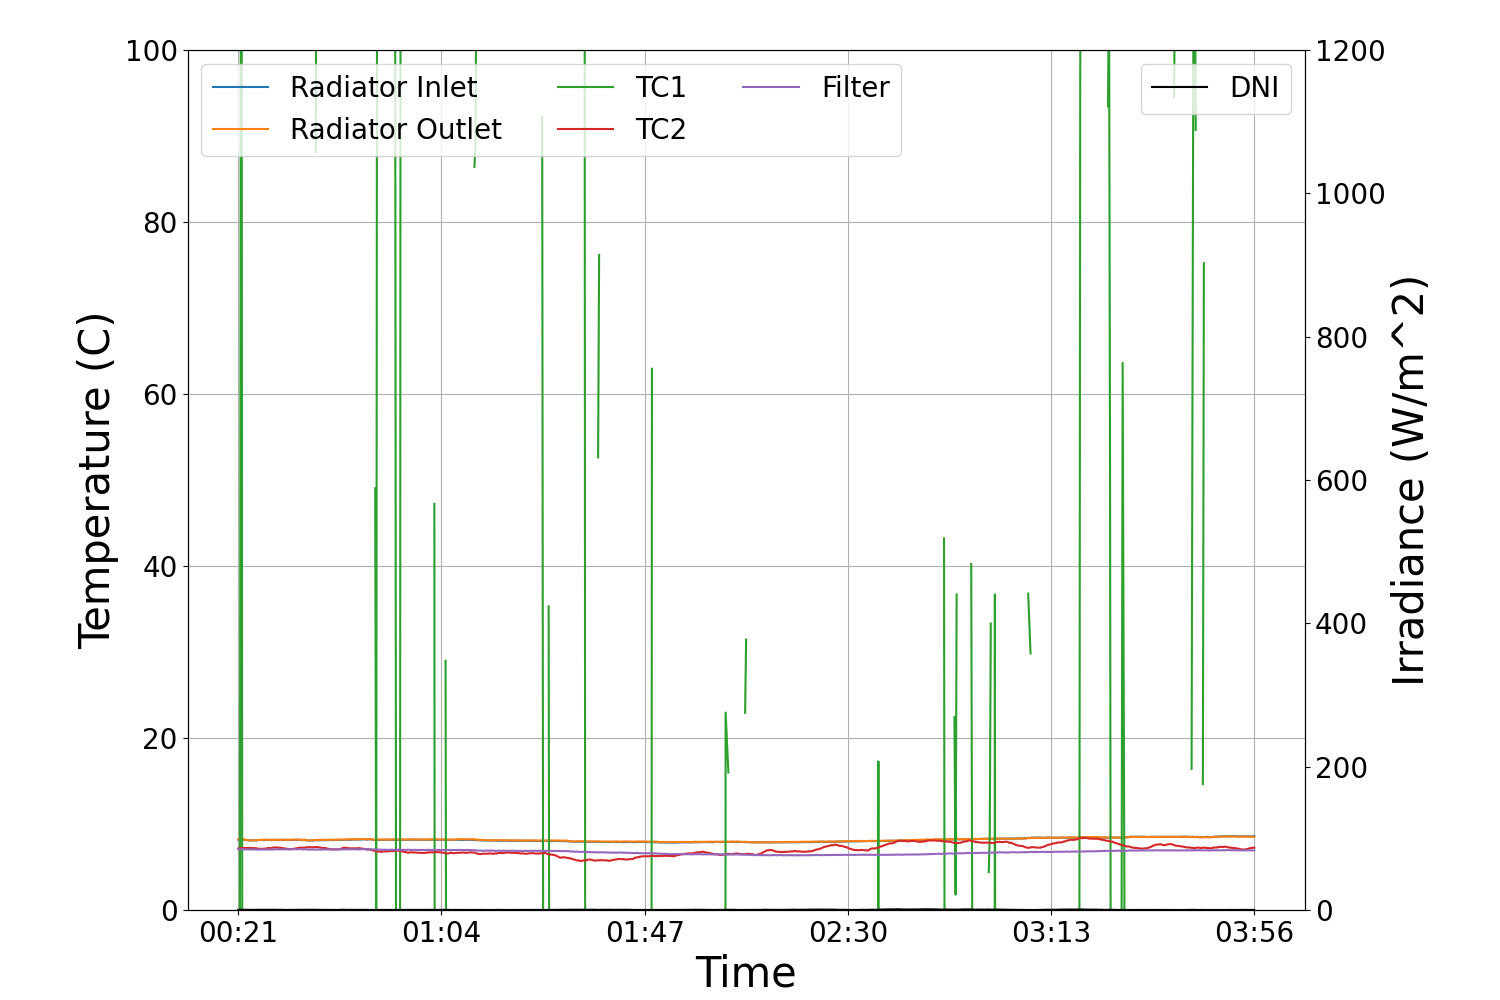 100
80
60
40
20
0
Temperature (C)
Radiator Inlet
Radiator Outlet
TC1
TC2
Filter
DNI
1200
1000
800
600
400
200
0
Irradiance (W/m^2)
00:21 01:04 01:47 02:30 03:13 03:56
Time